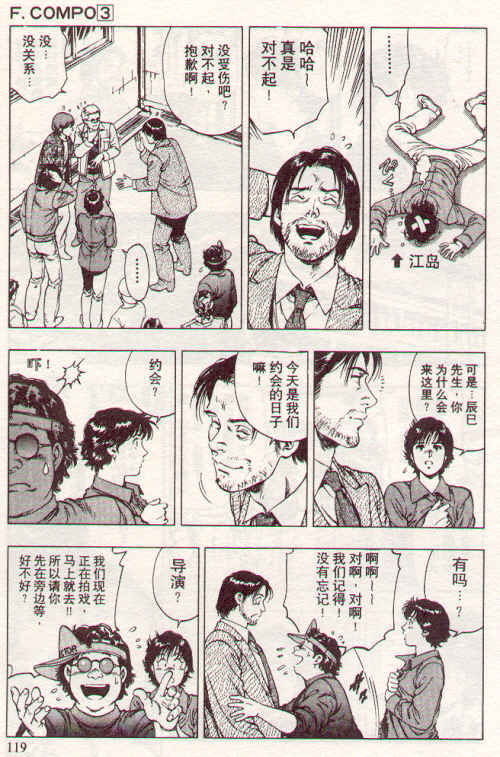 F. COMPO 3
………
⬆ 江岛
哈哈~
真是
对不起！
没受伤吧？
对不起，
抱歉啊！
没…
没关系…
……
可是…辰巳
先生，你
为什么会
来这里？
今天是我们
约会的日子
嘛！
约会？
吓！
有吗…？
啊啊~~
对啊，对啊！
我们记得！
没有忘记！
导演？
我们现在
正在拍戏，
马上就去！！
所以请你
先在旁边等，
好不好？
119